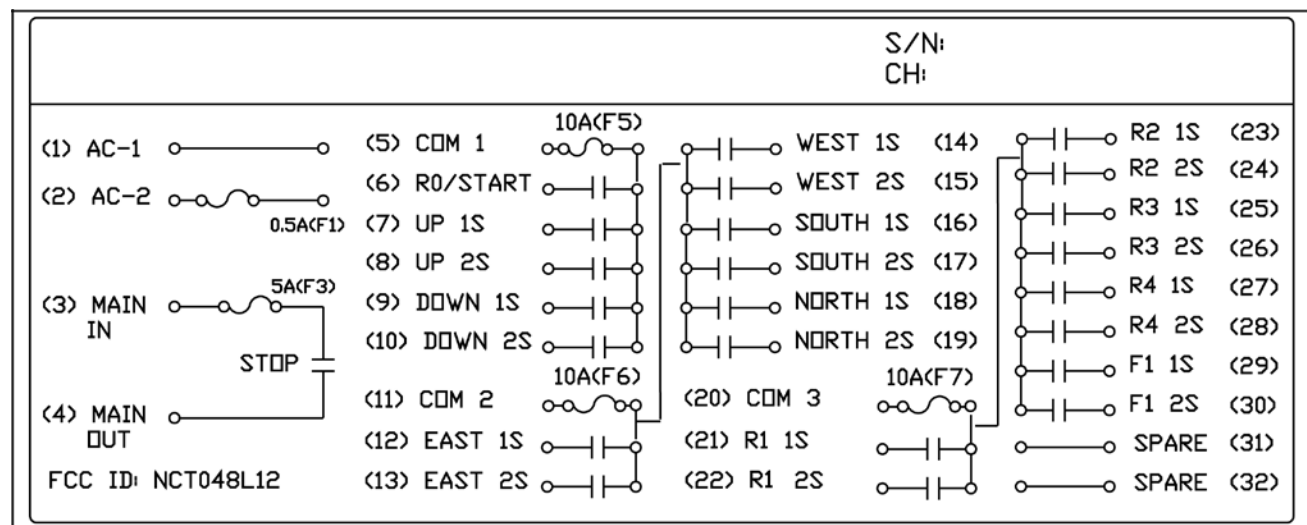 S/N:
CH:
(1) AC-1
(2) AC-2
0.5A(F1)
(3) MAIN
IN
5A(F3)
STOP
(4) MAIN
OUT
FCC ID: NCT048L12
(5) COM 1
10A(F5)
(6) R0/START
(7) UP 1S
(8) UP 2S
(9) DOWN 1S
(10) DOWN 2S
10A(F6)
(11) COM 2
(12) EAST 1S
(13) EAST 2S
WEST 1S (14)
WEST 2S (15)
SOUTH 1S (16)
SOUTH 2S (17)
NORTH 1S (18)
NORTH 2S (19)
10A(F7)
(20) COM 3
(21) R1 1S
(22) R1 2S
R2 1S (23)
R2 2S (24)
R3 1S (25)
R3 2S (26)
R4 1S (27)
R4 2S (28)
F1 1S (29)
F1 2S (30)
SPARE (31)
SPARE (32)